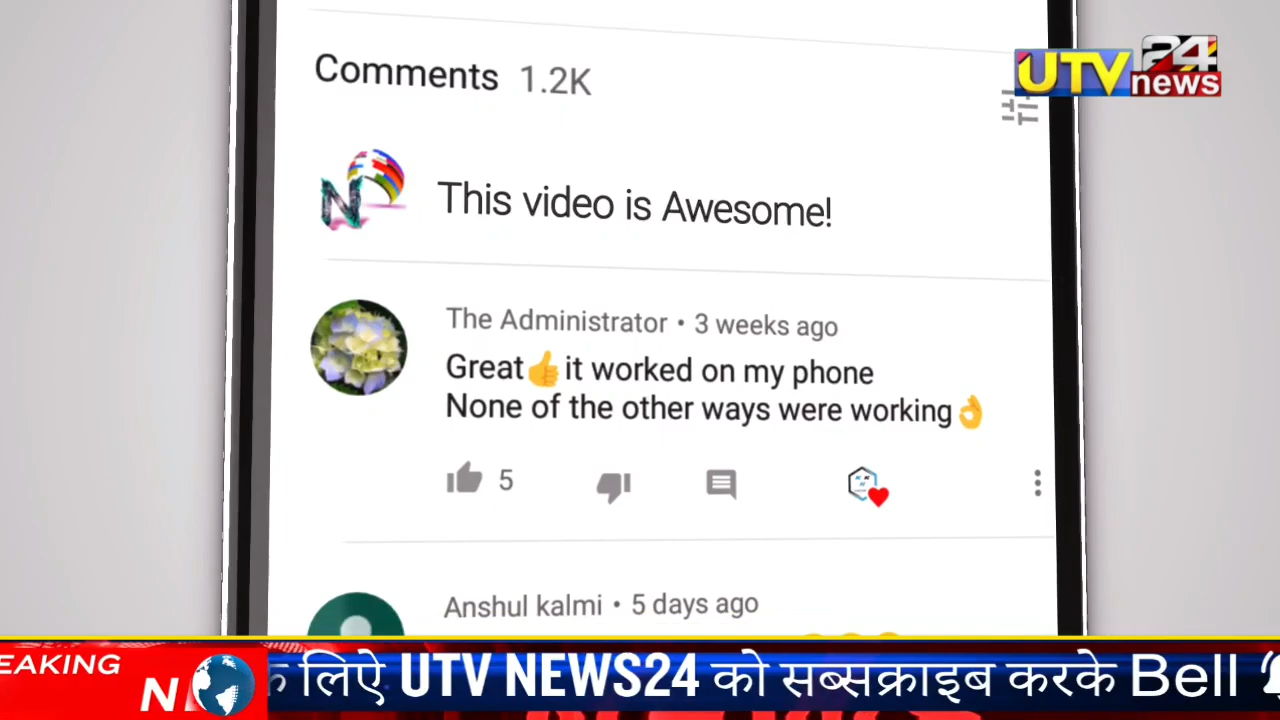 Comments 1.2K
UTV 24 news
This video is Awesome!
The Administrator • 3 weeks ago
Great👍it worked on my phone
None of the other ways were working👌
5
Anshul kalmi • 5 days ago
EAKING
लिऐ UTV NEWS24 को सब्सक्राइब करके Bell